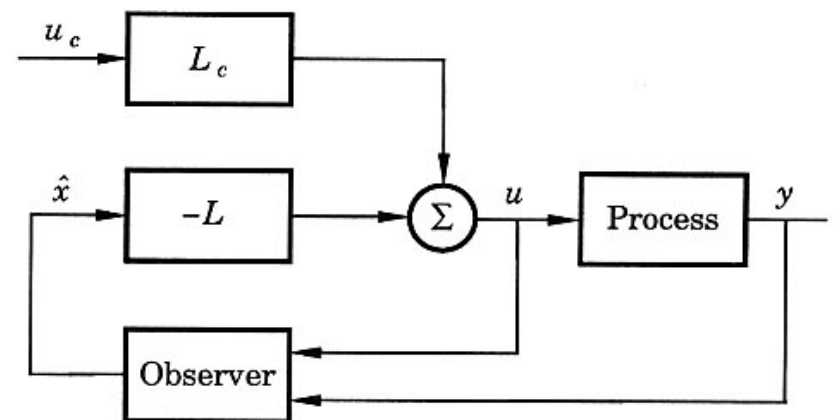 u_c
L_c
x̂
–L
Σ
u
Process
y
Observer